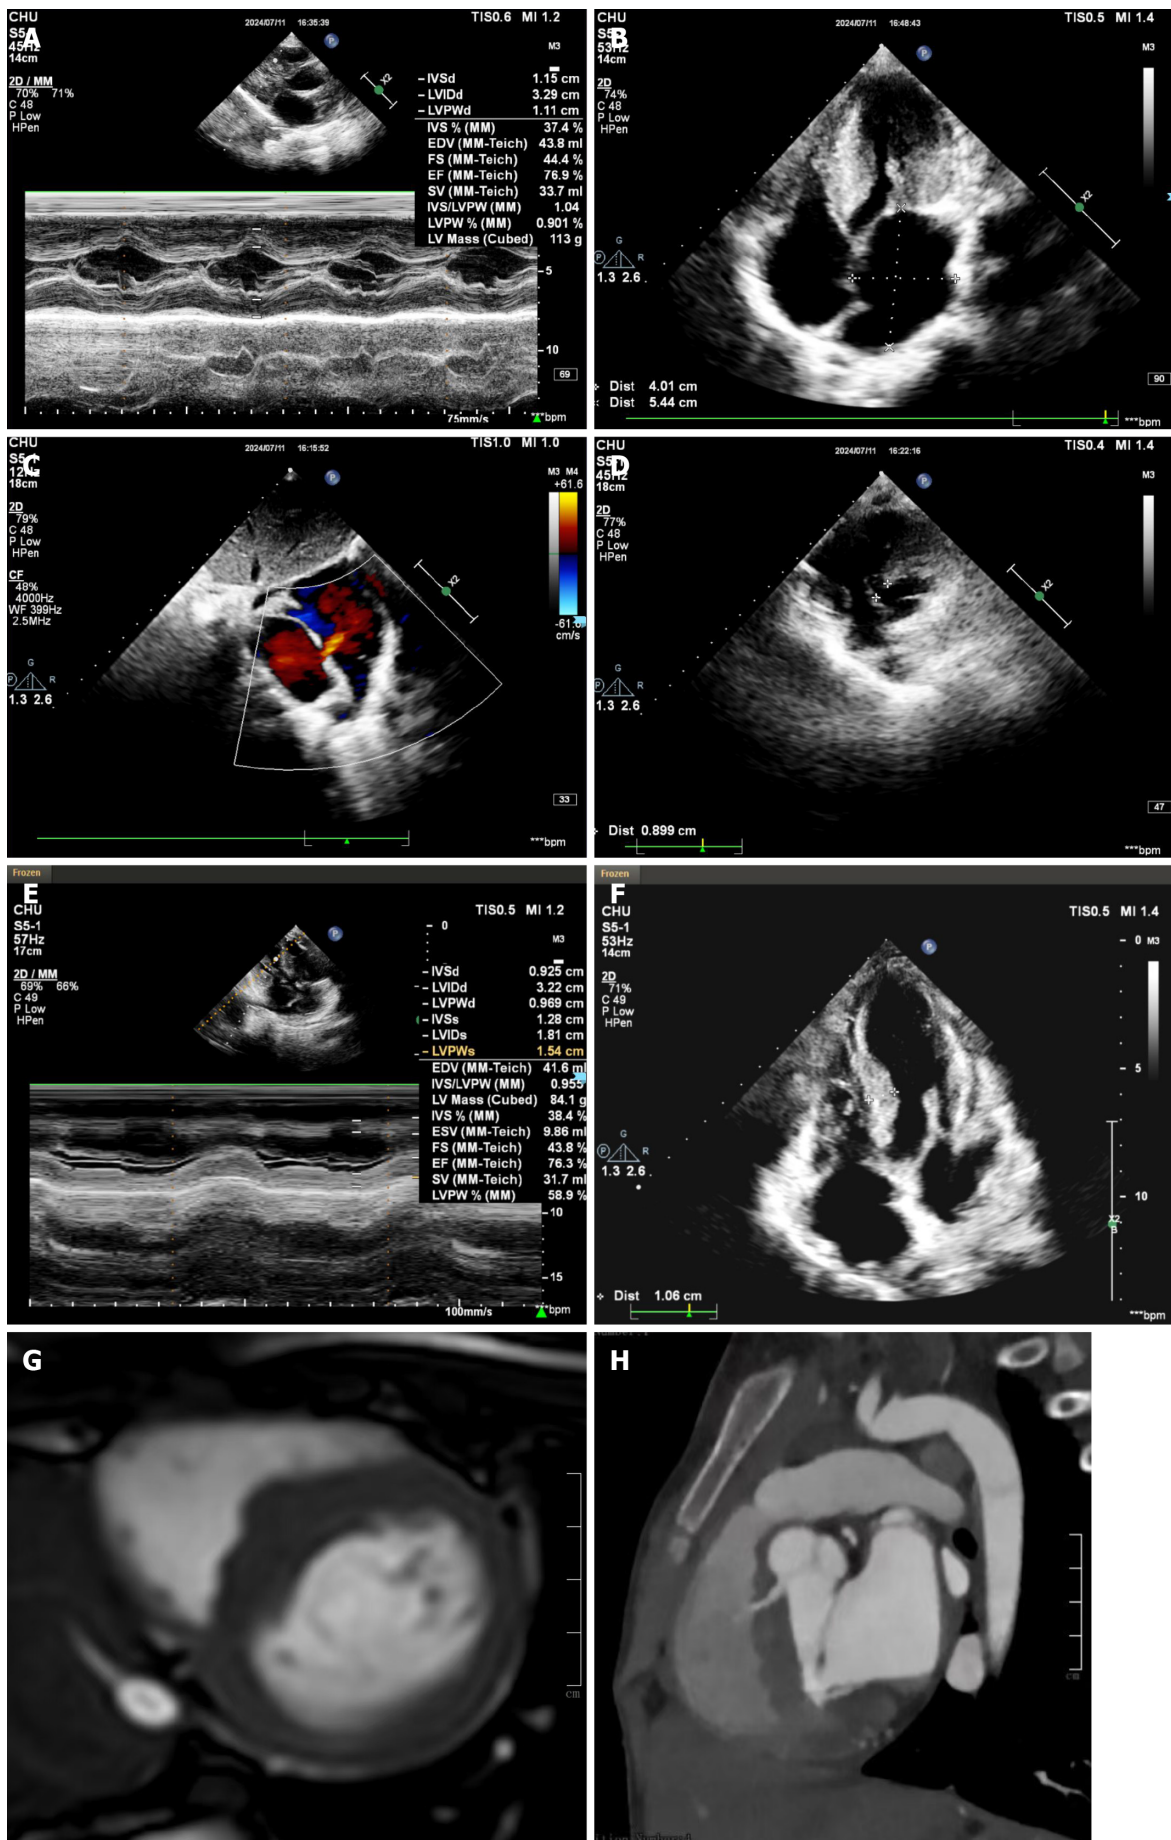 A
CHU
TIS0.6 MI 1.2
2024/07/11 16:35:39
45Hz
14cm
M3
2D / MM
70% 71%
C 48
P Low
HPen
X2
IVSd 1.15 cm
LVIDd 3.29 cm
LVPWd 1.11 cm
IVS % (MM) 37.4 %
EDV (MM-Teich) 43.8 ml
FS (MM-Teich) 44.4 %
EF (MM-Teich) 76.9 %
SV (MM-Teich) 33.7 ml
IVS/LVPW (MM) 1.04
LVPW % (MM) 0.901 %
LV Mass (Cubed) 113 g
5
10
69
75mm/s
***bpm
B
CHU
TIS0.5 MI 1.4
2024/07/11 16:48:43
53Hz
14cm
M3
2D
74%
C 48
P Low
HPen
X2
P G R
1.3 2.6
Dist 4.01 cm
Dist 5.44 cm
90
***bpm
C
CHU
TIS1.0 MI 1.0
2024/07/11 16:15:52
12Hz
18cm
M3 M4
+61.6
2D
79%
C 48
P Low
HPen
CF
48%
4000Hz
WF 399Hz
2.5MHz
X2
-61.6
cm/s
P G R
1.3 2.6
33
***bpm
D
CHU
TIS0.4 MI 1.4
2024/07/11 16:22:16
45Hz
18cm
M3
2D
77%
C 48
P Low
HPen
X2
P G R
1.3 2.6
47
Dist 0.899 cm
***bpm
Frozen
E
CHU
TIS0.5 MI 1.2
S5-1
57Hz
17cm
0
M3
2D / MM
69% 66%
C 49
P Low
HPen
IVSd 0.925 cm
LVIDd 3.22 cm
LVPWd 0.969 cm
IVSs 1.28 cm
LVIDs 1.81 cm
LVPWs 1.54 cm
EDV (MM-Teich) 41.6 ml
IVS/LVPW (MM) 0.955
LV Mass (Cubed) 84.1 g
IVS % (MM) 38.4 %
ESV (MM-Teich) 9.86 ml
FS (MM-Teich) 43.8 %
EF (MM-Teich) 76.3 %
SV (MM-Teich) 31.7 ml
LVPW % (MM) 58.9 %
10
15
100mm/s
***bpm
Frozen
F
CHU
TIS0.5 MI 1.4
S5-1
53Hz
14cm
0 M3
2D
71%
C 49
P Low
HPen
5
P G R
1.3 2.6
10
X2
B
Dist 1.06 cm
***bpm
G
cm
H
cm